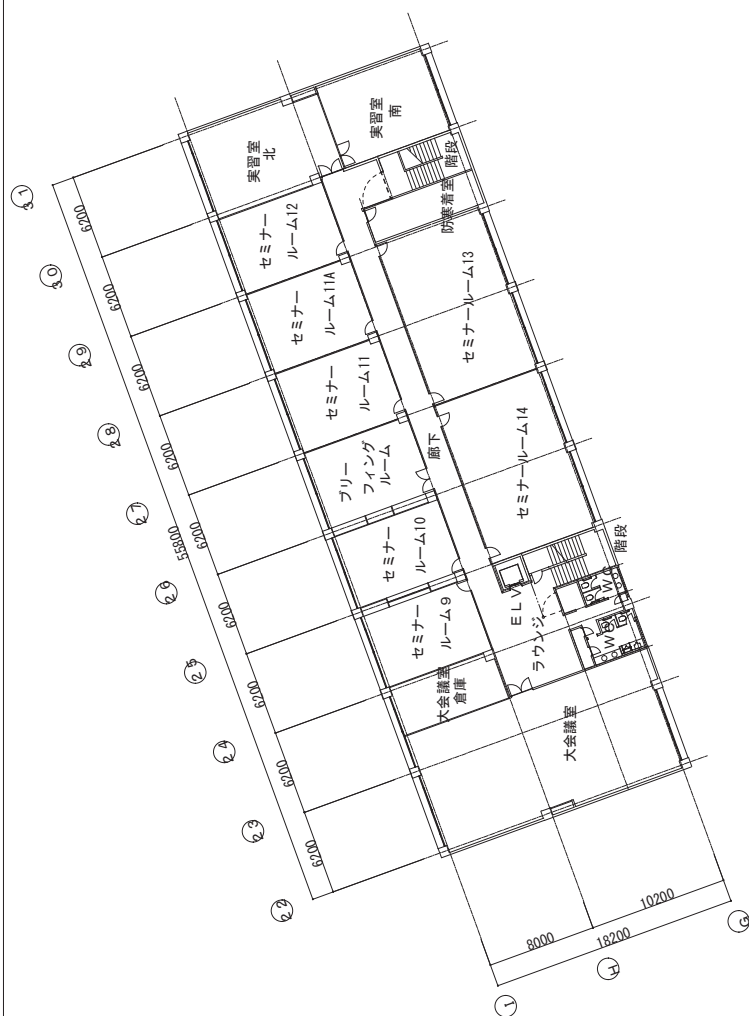 31
30
29
28
27
26
25
24
23
22
6200
6200
6200
6200
6200
6200
6200
6200
55800
実習室
北
実習室
南
セミナー
ルーム12
階段
防寒着室
セミナー
ルーム11A
セミナールーム13
セミナー
ルーム11
ブリー
フィング
ルーム
廊下
セミナールーム14
セミナー
ルーム10
階段
セミナー
ルーム9
ELV
ラウンジ
WC
WC
大会議室
倉庫
大会議室
8000
10200
18200
I
H
G